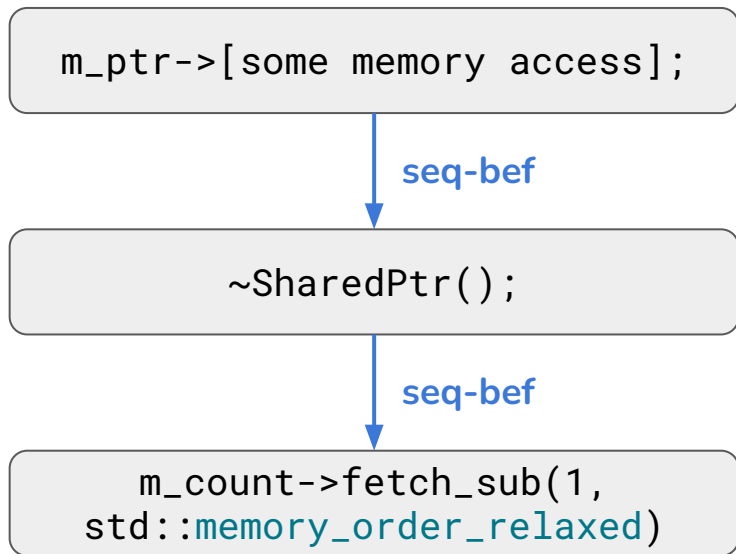 m_ptr->[some memory access];
seq-bef
~SharedPtr();
seq-bef
m_count->fetch_sub(1,
std::memory_order_relaxed)